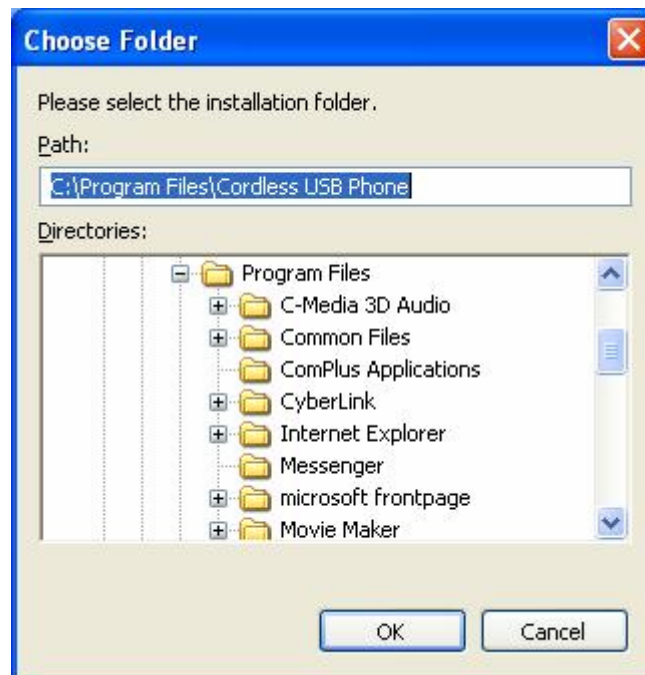 Choose Folder
Please select the installation folder.
Path:
C:\Program Files\Cordless USB Phone
Directories:
Program Files
C-Media 3D Audio
Common Files
ComPlus Applications
CyberLink
Internet Explorer
Messenger
microsoft frontpage
Movie Maker
OK Cancel